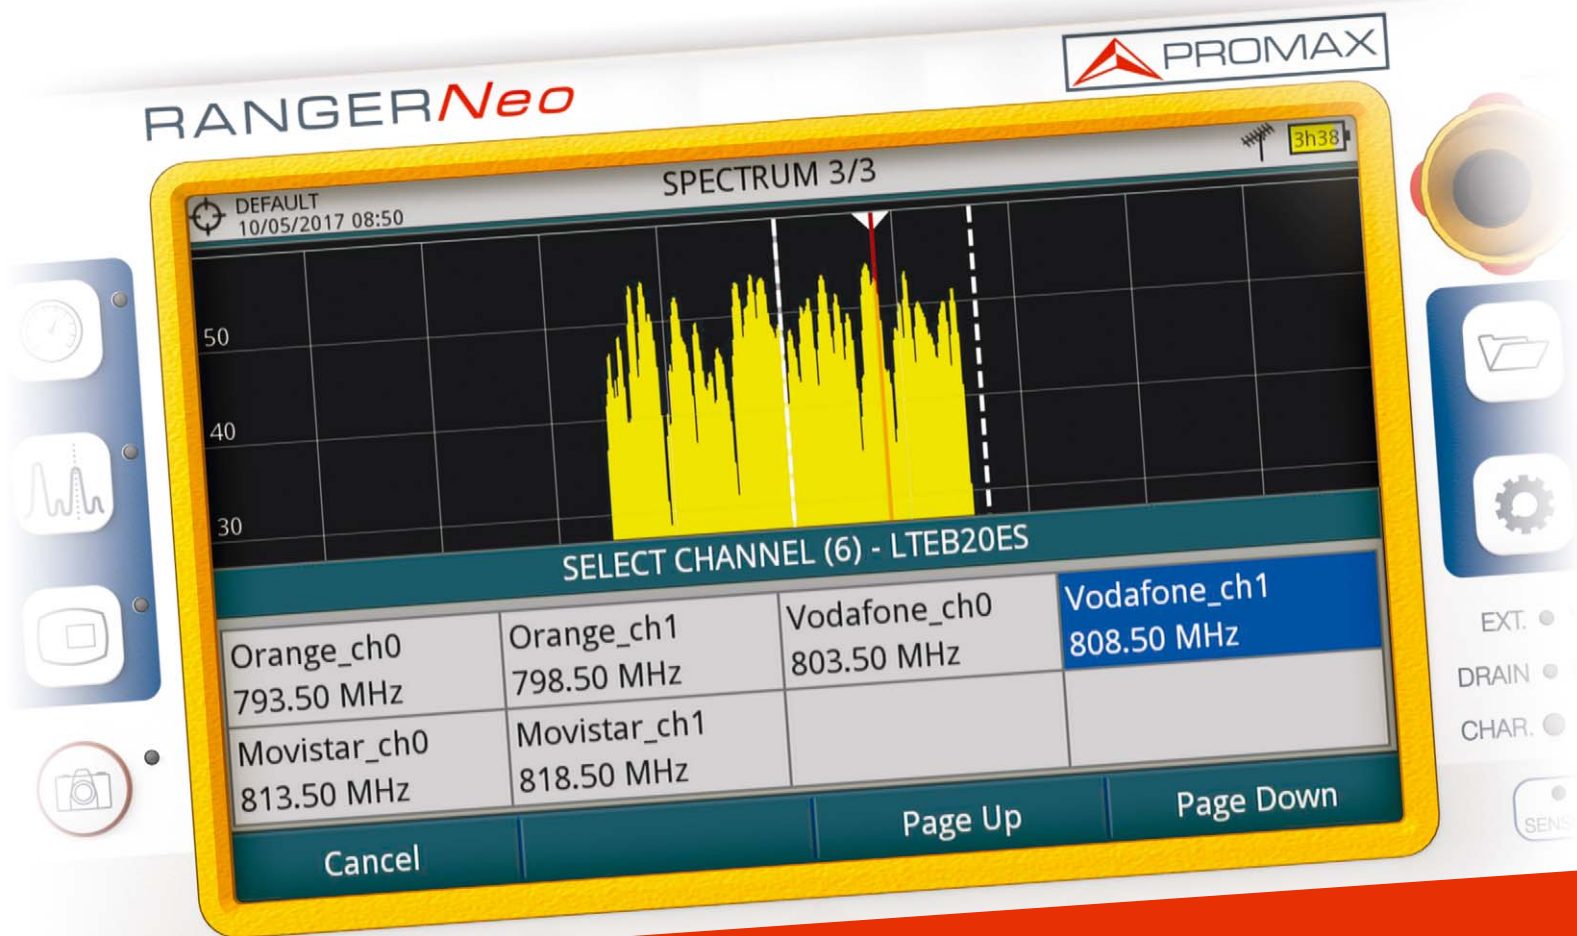 RANGERNeo
PROMAX
DEFAULT
10/05/2017 08:50
SPECTRUM 3/3
3h38
50
40
30
SELECT CHANNEL (6) - LTEB20ES
Orange_ch0
793.50 MHz
Orange_ch1
798.50 MHz
Vodafone_ch0
803.50 MHz
Vodafone_ch1
808.50 MHz
Movistar_ch0
813.50 MHz
Movistar_ch1
818.50 MHz
Cancel
Page Up
Page Down
EXT.
DRAIN
CHAR.